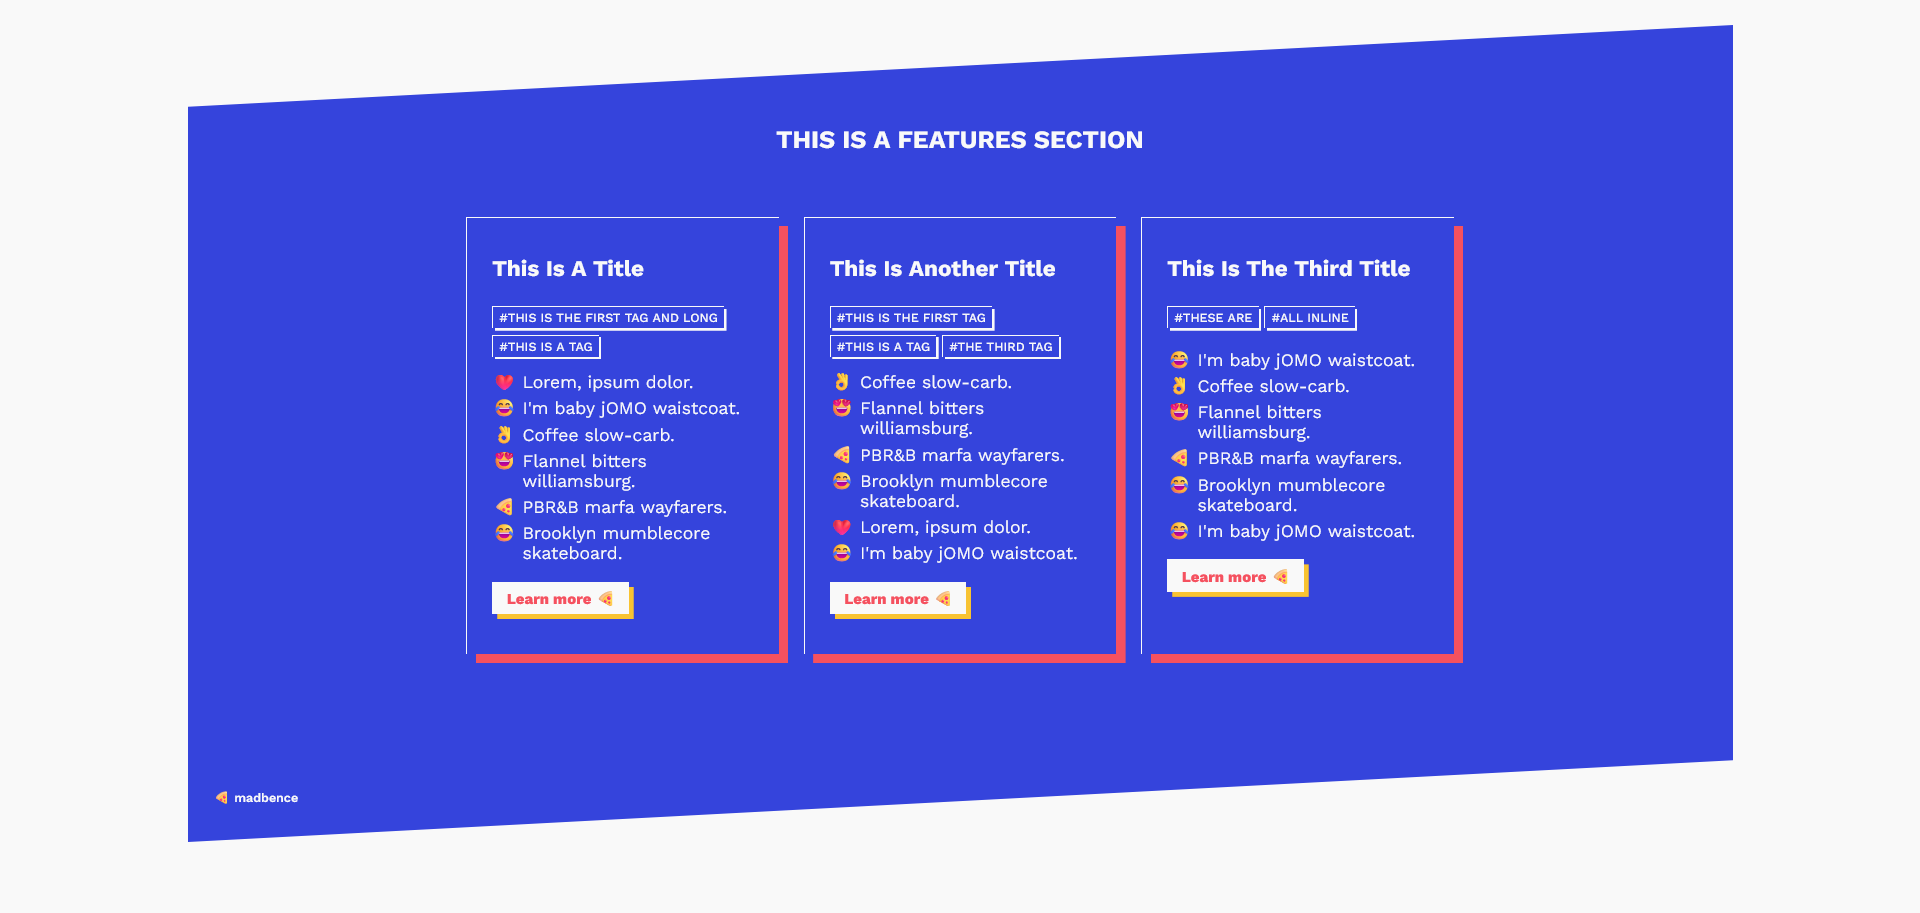 THIS IS A FEATURES SECTION
This Is A Title
#THIS IS THE FIRST TAG AND LONG
#THIS IS A TAG
❤️ Lorem, ipsum dolor.
😂 I'm baby jOMO waistcoat.
👌 Coffee slow-carb.
😍 Flannel bitters
williamsburg.
🍕 PBR&B marfa wayfarers.
😂 Brooklyn mumblecore
skateboard.
Learn more 🍕
This Is Another Title
#THIS IS THE FIRST TAG
#THIS IS A TAG #THE THIRD TAG
👌 Coffee slow-carb.
😍 Flannel bitters
williamsburg.
🍕 PBR&B marfa wayfarers.
😂 Brooklyn mumblecore
skateboard.
❤️ Lorem, ipsum dolor.
😂 I'm baby jOMO waistcoat.
Learn more 🍕
This Is The Third Title
#THESE ARE #ALL INLINE
😂 I'm baby jOMO waistcoat.
👌 Coffee slow-carb.
😍 Flannel bitters
williamsburg.
🍕 PBR&B marfa wayfarers.
😂 Brooklyn mumblecore
skateboard.
😂 I'm baby jOMO waistcoat.
Learn more 🍕
🍕 madbence